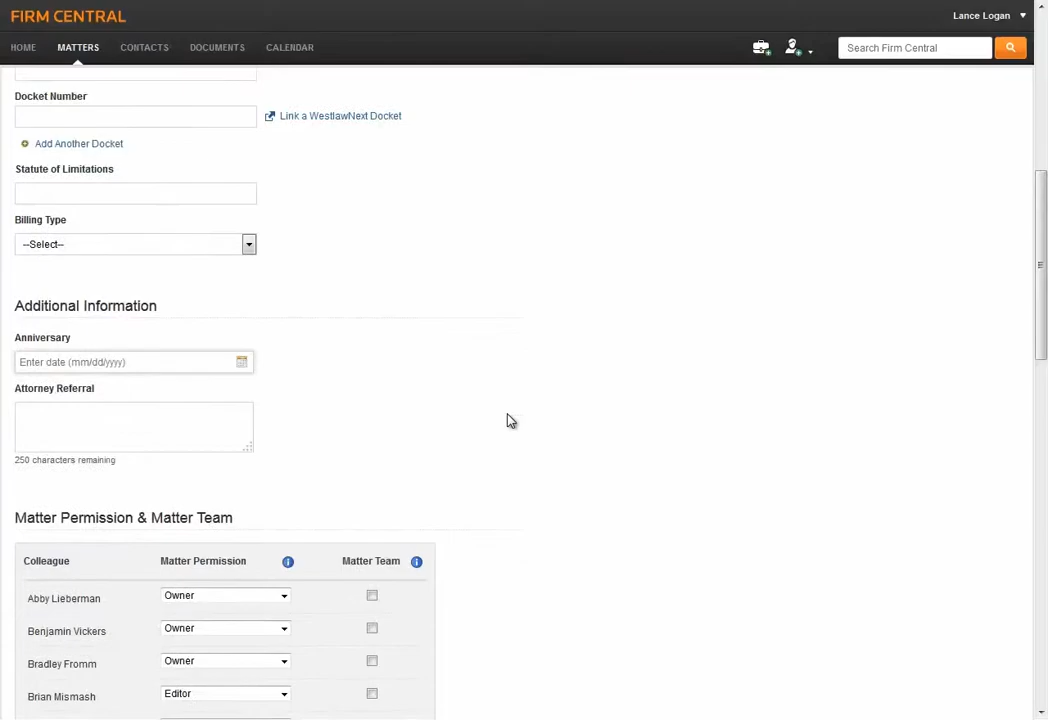 FIRM CENTRAL
Lance Logan
HOME MATTERS CONTACTS DOCUMENTS CALENDAR
Search Firm Central
Docket Number
Link a WestlawNext Docket
Add Another Docket
Statute of Limitations
Billing Type
--Select--
Additional Information
Anniversary
Enter date (mm/dd/yyyy)
Attorney Referral
250 characters remaining
Matter Permission & Matter Team
Colleague Matter Permission Matter Team
Abby Lieberman Owner
Benjamin Vickers Owner
Bradley Fromm Owner
Brian Mismash Editor